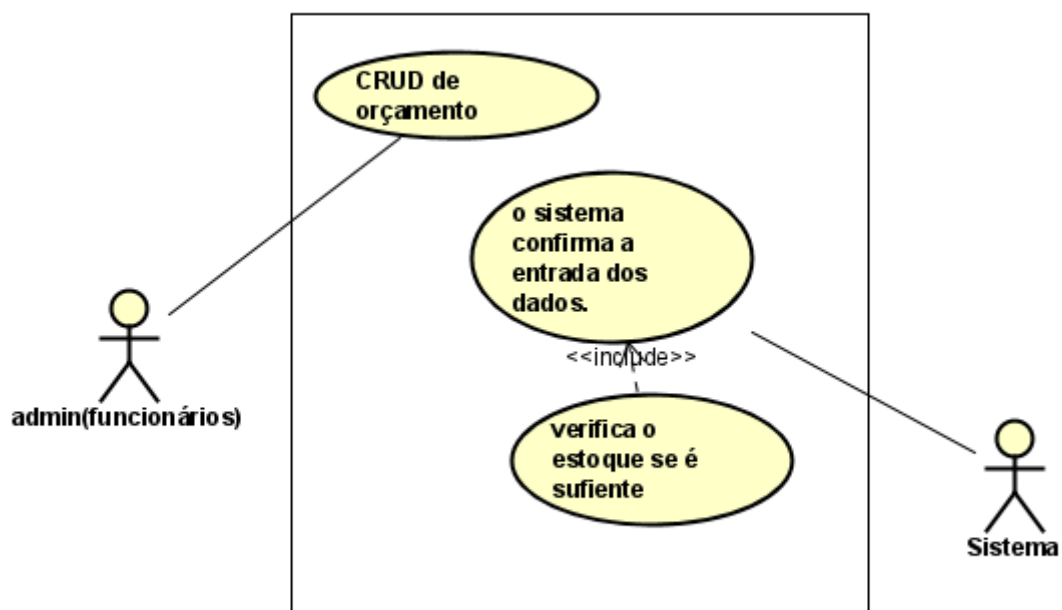 CRUD de
orçamento
o sistema
confirma a
entrada dos
dados.
<<include>>
admin(funcionários)
verifica o
estoque se é
sufiente
Sistema